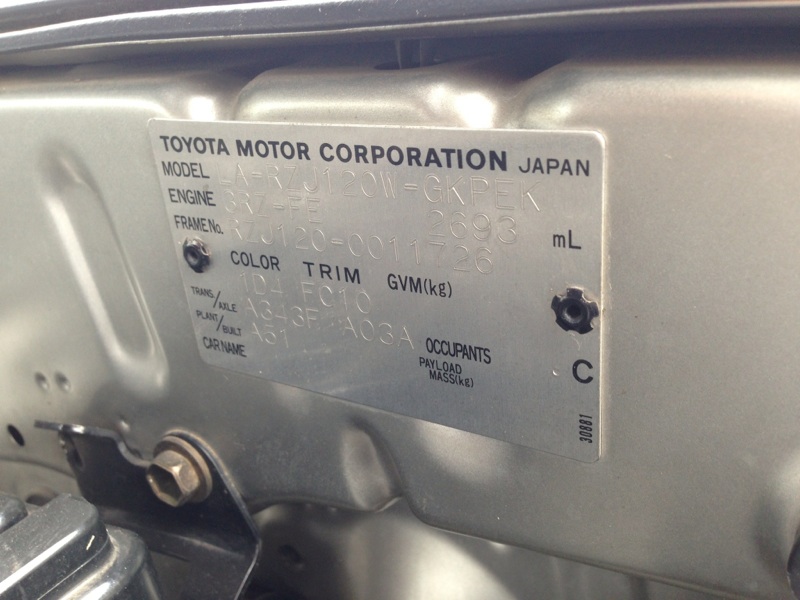 TOYOTA MOTOR CORPORATION JAPAN
MODEL LA-RZJ120W-GKPEK
ENGINE 3RZ-FE 2693 mL
FRAME No. RZJ120-0011726
COLOR TRIM GVM(kg)
1D4 FC10
TRANS/AXLE A343F A03A
PLANT/BUILT A51
CAR NAME
OCCUPANTS
PAYLOAD
MASS(kg)
C
30881